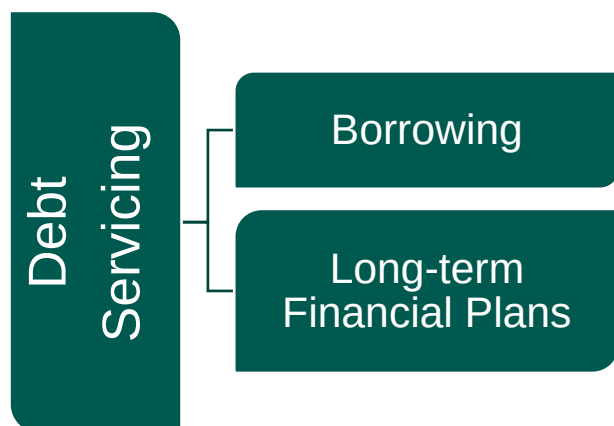 Debt
Servicing
Borrowing
Long-term
Financial Plans